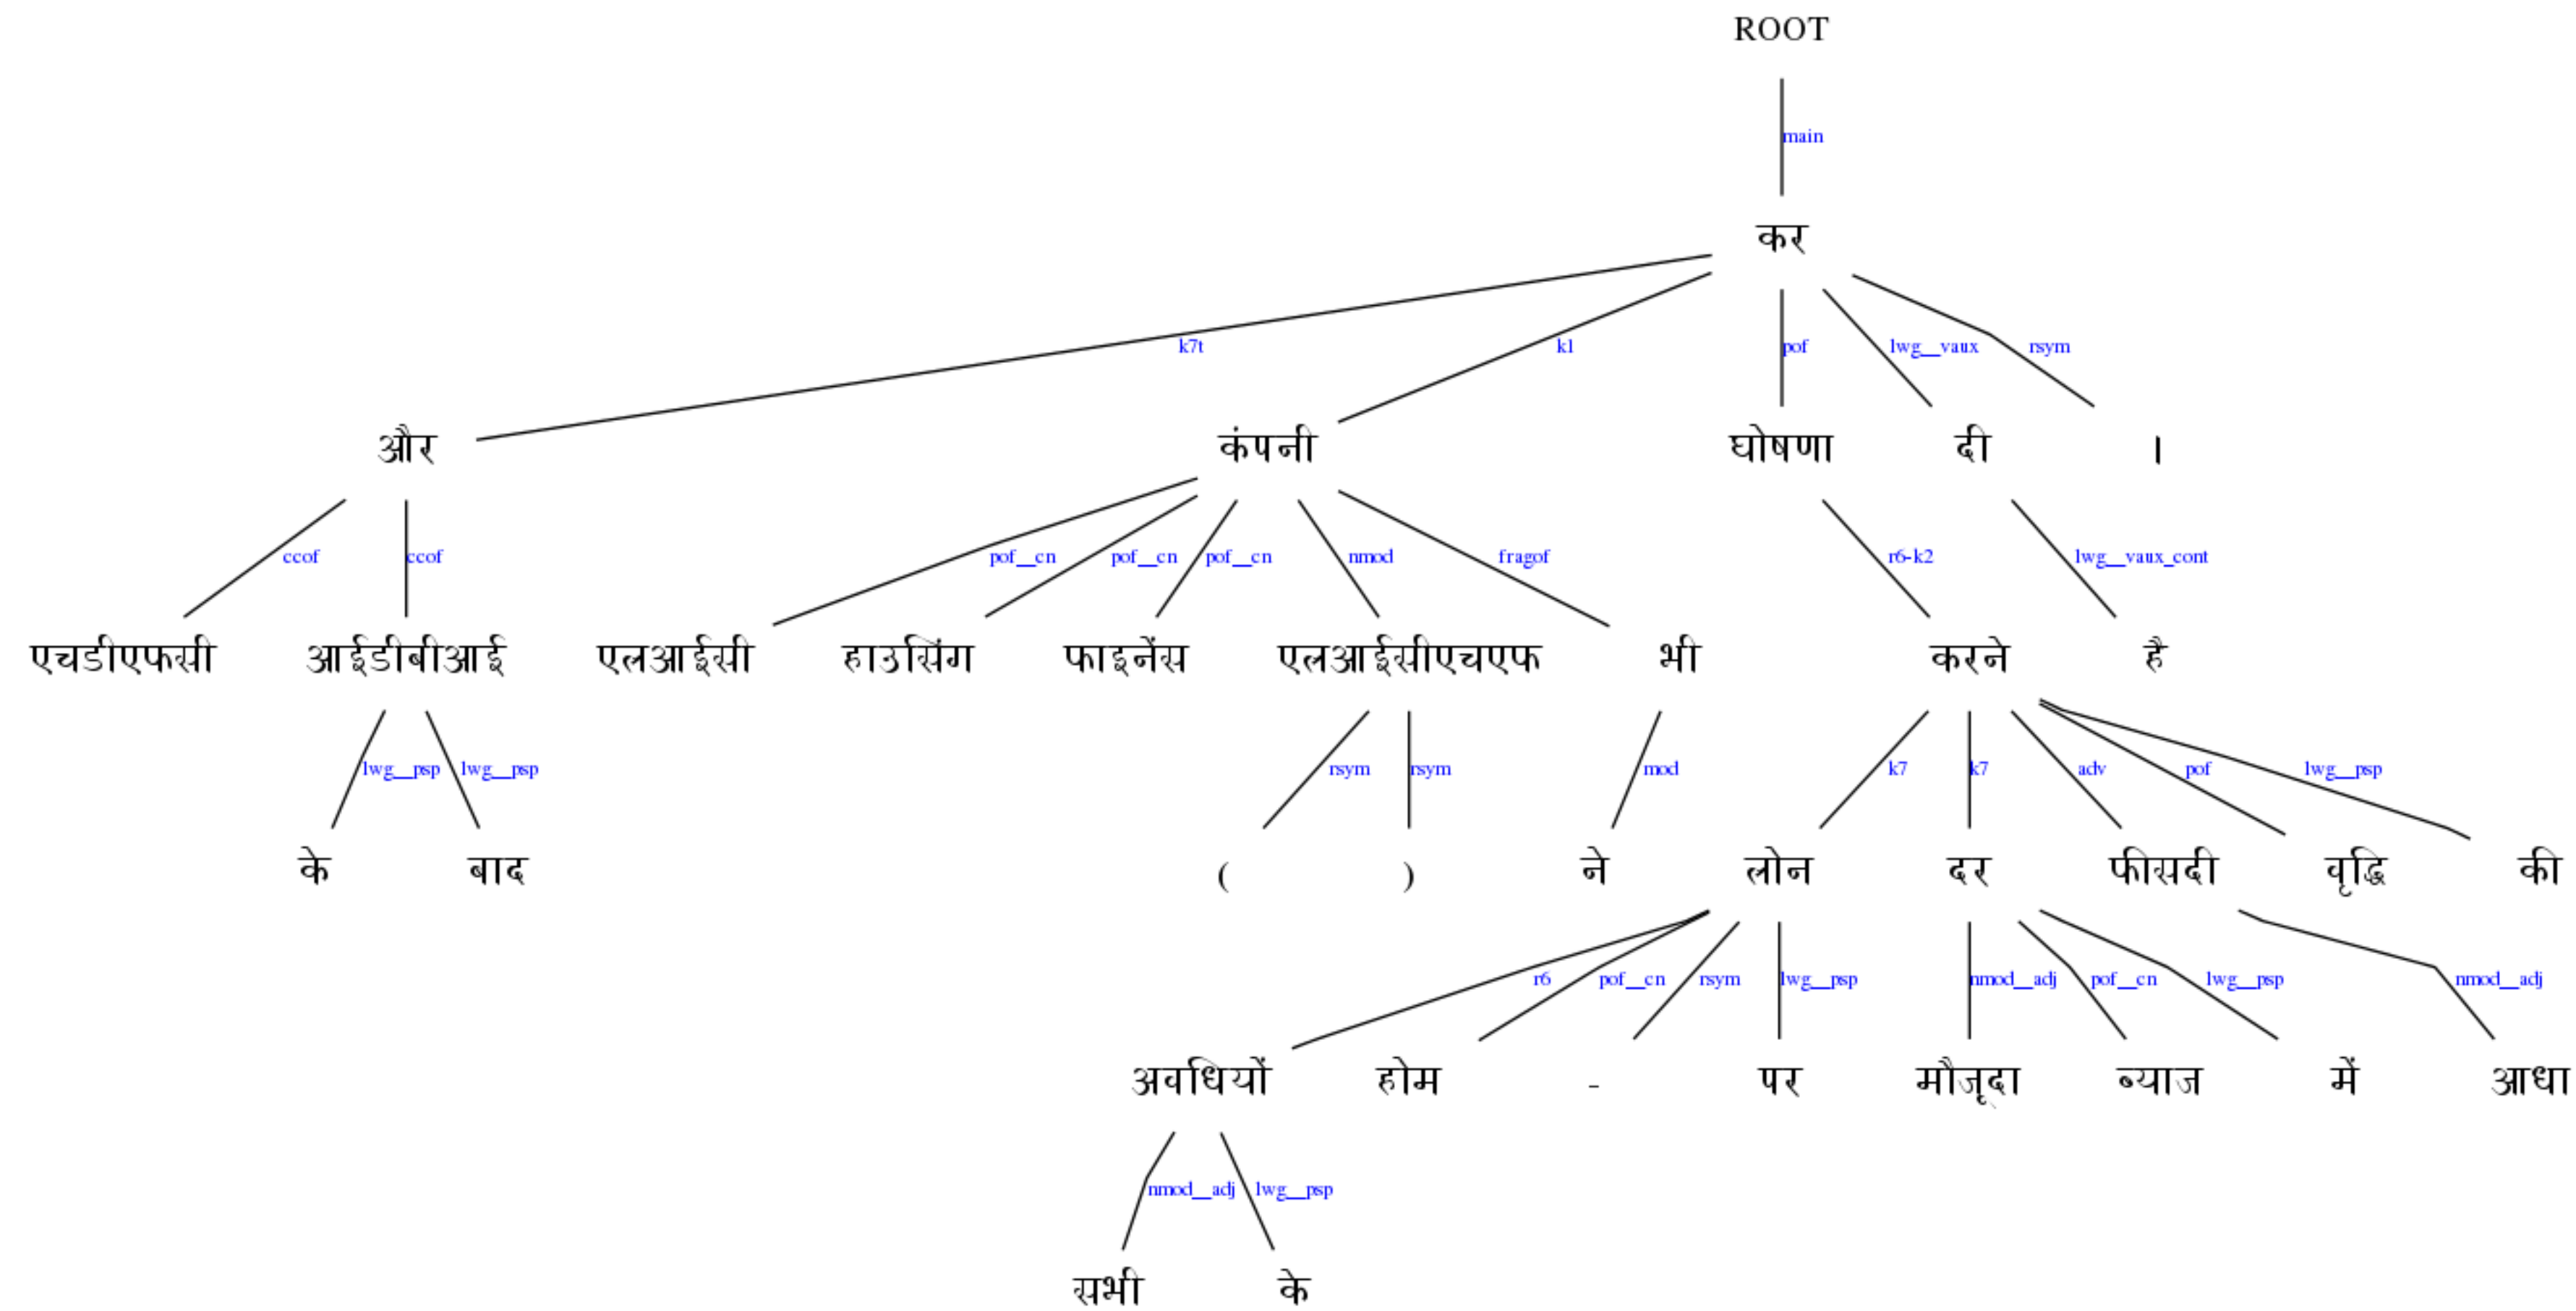 ROOT
main
कर
k7t k1 pof lwg__vaux rsym
और कंपनी घोषणा दी ।
ccof ccof pof__cn pof__cn pof__cn nmod fragof r6-k2 lwg__vaux_cont
एचडीएफसी आईडीबीआई एलआईसी हाउसिंग फाइनेंस एलआईसीएचएफ भी करने है
lwg__psp lwg__psp rsym rsym mod k7 k7 adv pof lwg__psp
के बाद ( ) ने लोन दर फीसदी वृद्धि की
r6 pof__cn rsym lwg__psp nmod__adj pof__cn lwg__psp nmod__adj
अवधियों होम - पर मौजूदा ब्याज में आधा
nmod__adj lwg__psp
सभी के